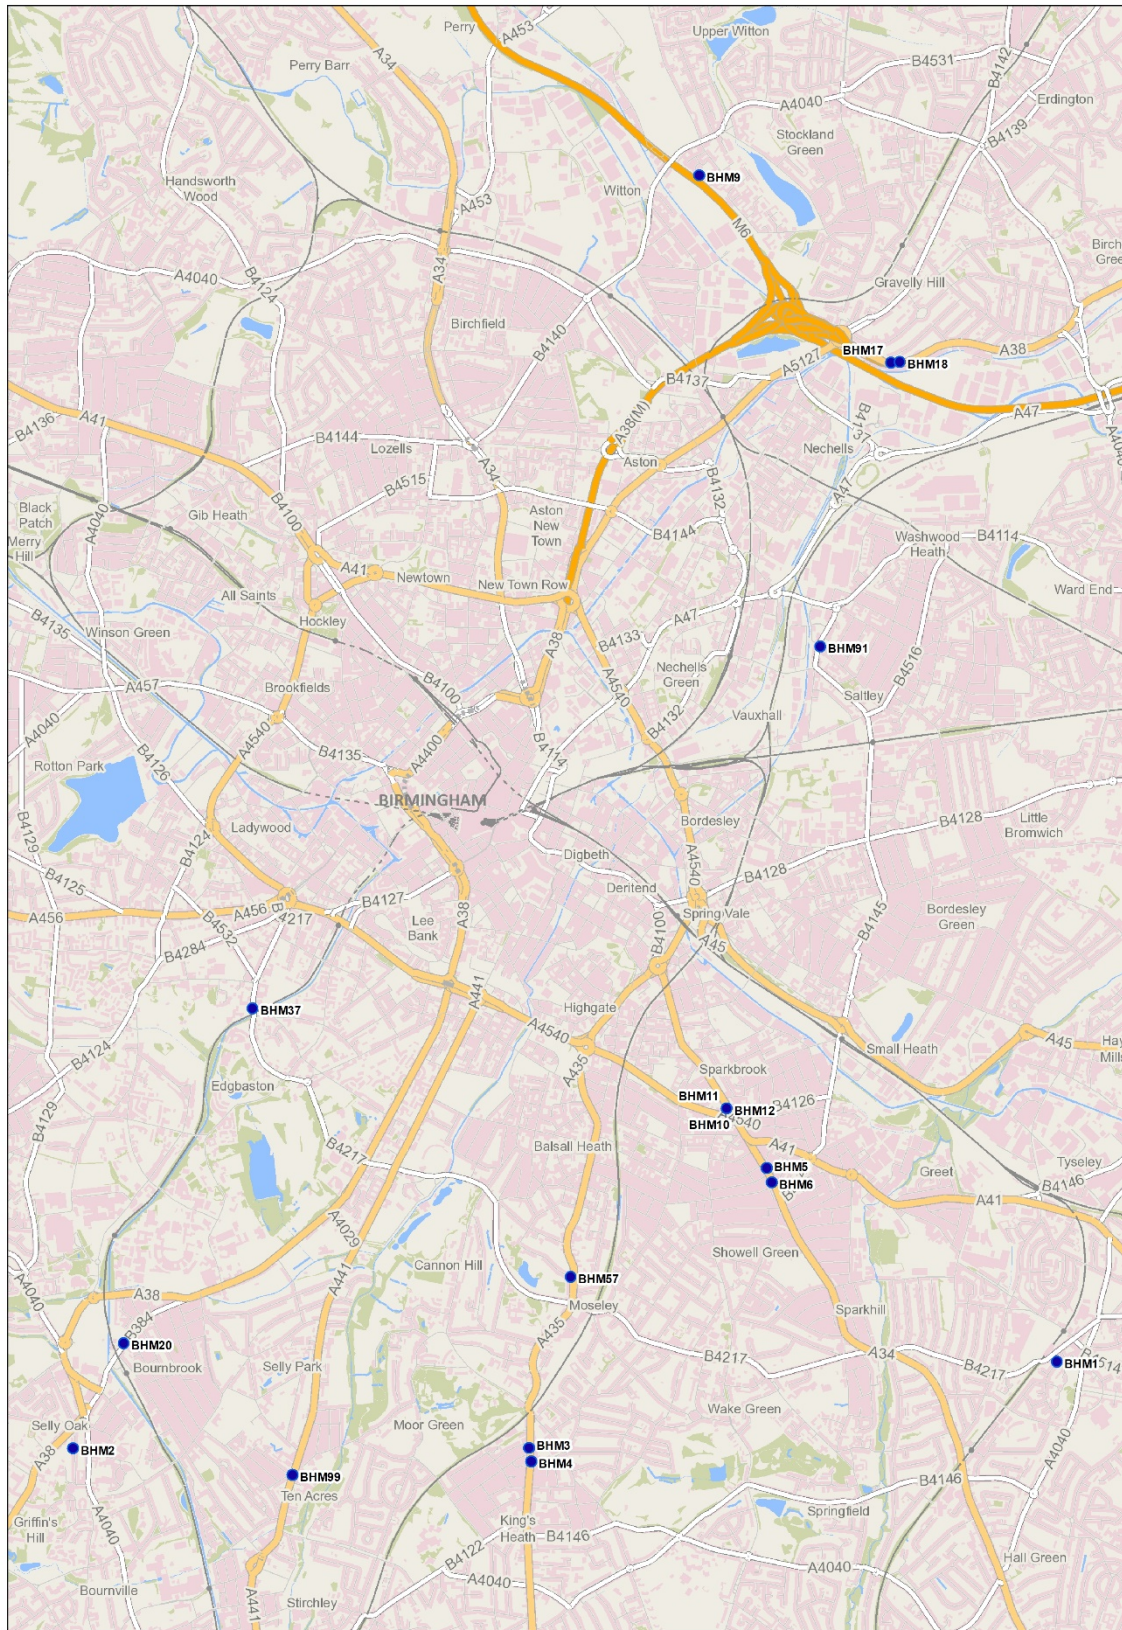 Perry
A453
Upper Witton
A34
B4531
B4142
Perry Barr
A4040
Erdington
B4139
Stockland
Green
Handsworth
Wood
BHM9
Witton
A453
M6
A34
A4040
B4124
Gravelly Hill
Birchfield
B4140
A5127
BHM17
BHM18
A38
B4137
A41
B4136
A38(M)
A47
B4144
Lozells
A34
Aston
Nechells
A4040
B4515
B4132
A47
Black
Patch
Merry
Hill
Gib Heath
B4100
Aston
New
Town
B4144
Washwood
Heath
B4114
A4040
A41
Newtown
New Town Row
All Saints
Ward End
Hockley
B4135
Winson Green
A38
B4133
A47
BHM91
B4516
Nechells
Green
A457
Brookfields
B4100
A4540
Saltley
A4040
B4132
Vauxhall
A4540
B4126
B4135
A4400
B4114
Rotton Park
BIRMINGHAM
B4129
Ladywood
B4124
Bordesley
B4128
Little
Bromwich
Digbeth
B4125
B4127
A4540
B4128
Deritend
A456
A456
B4217
Lee
Bank
A38
Spring Vale
Bordesley
Green
B4532
B4284
B4100
A45
B4145
A441
BHM37
Highgate
A4540
A45
Hay
Mills
Small Heath
B4124
A435
Edgbaston
Sparkbrook
B4129
BHM11
BHM12
B4126
BHM10
A4540
B4217
Balsall Heath
A41
BHM5
Greet
Tyseley
BHM6
B4146
A41
A4029
Showell Green
Cannon Hill
BHM57
A4040
A38
A441
Moseley
Sparkhill
B384
A435
BHM20
Bournbrook
Selly Park
B4217
A34
B4217
BHM1
Wake Green
Selly Oak
Moor Green
A38
BHM2
BHM3
BHM4
A4040
B4146
BHM99
Ten Acres
Griffin's
Hill
King's
Heath
Springfield
A4040
B4146
B4122
Hall Green
A4040
A4040
Bournville
Stirchley
A441